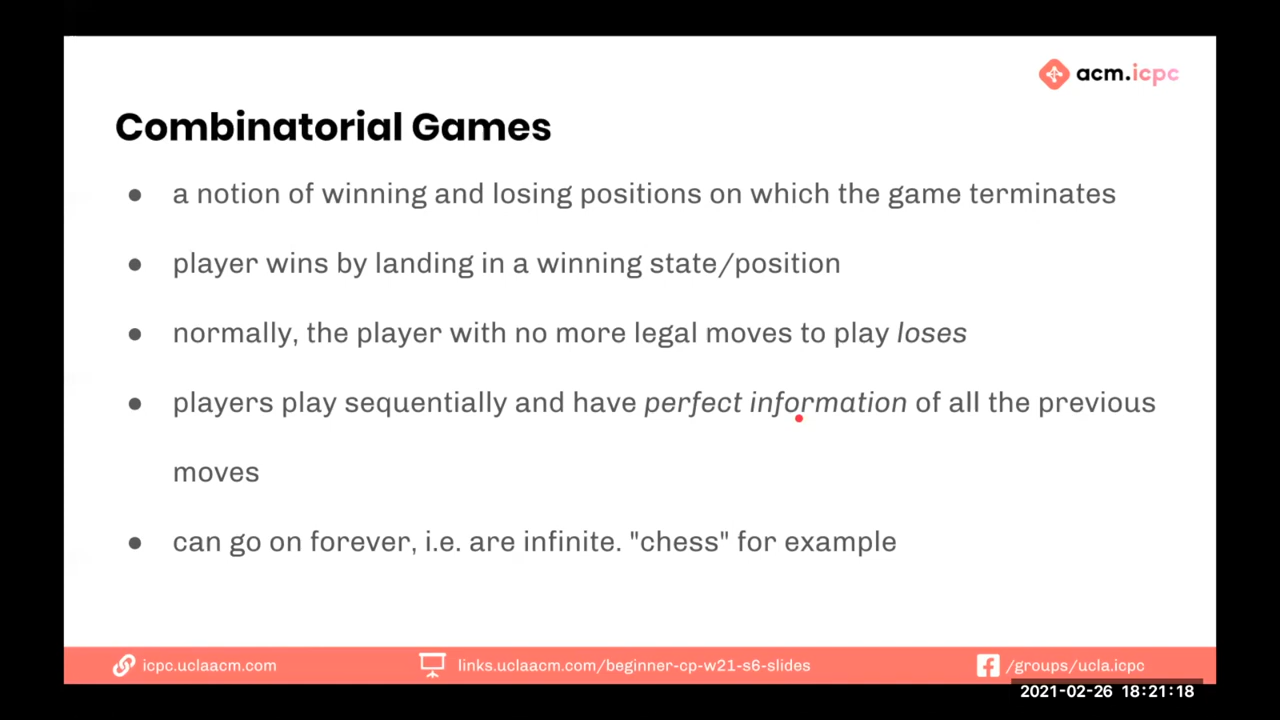 acm.icpc
Combinatorial Games
● a notion of winning and losing positions on which the game terminates
● player wins by landing in a winning state/position
● normally, the player with no more legal moves to play loses
● players play sequentially and have perfect information of all the previous
moves
● can go on forever, i.e. are infinite. "chess" for example
icpc.uclaacm.com
links.uclaacm.com/beginner-cp-w21-s6-slides
/groups/ucla.icpc
2021-02-26 18:21:18